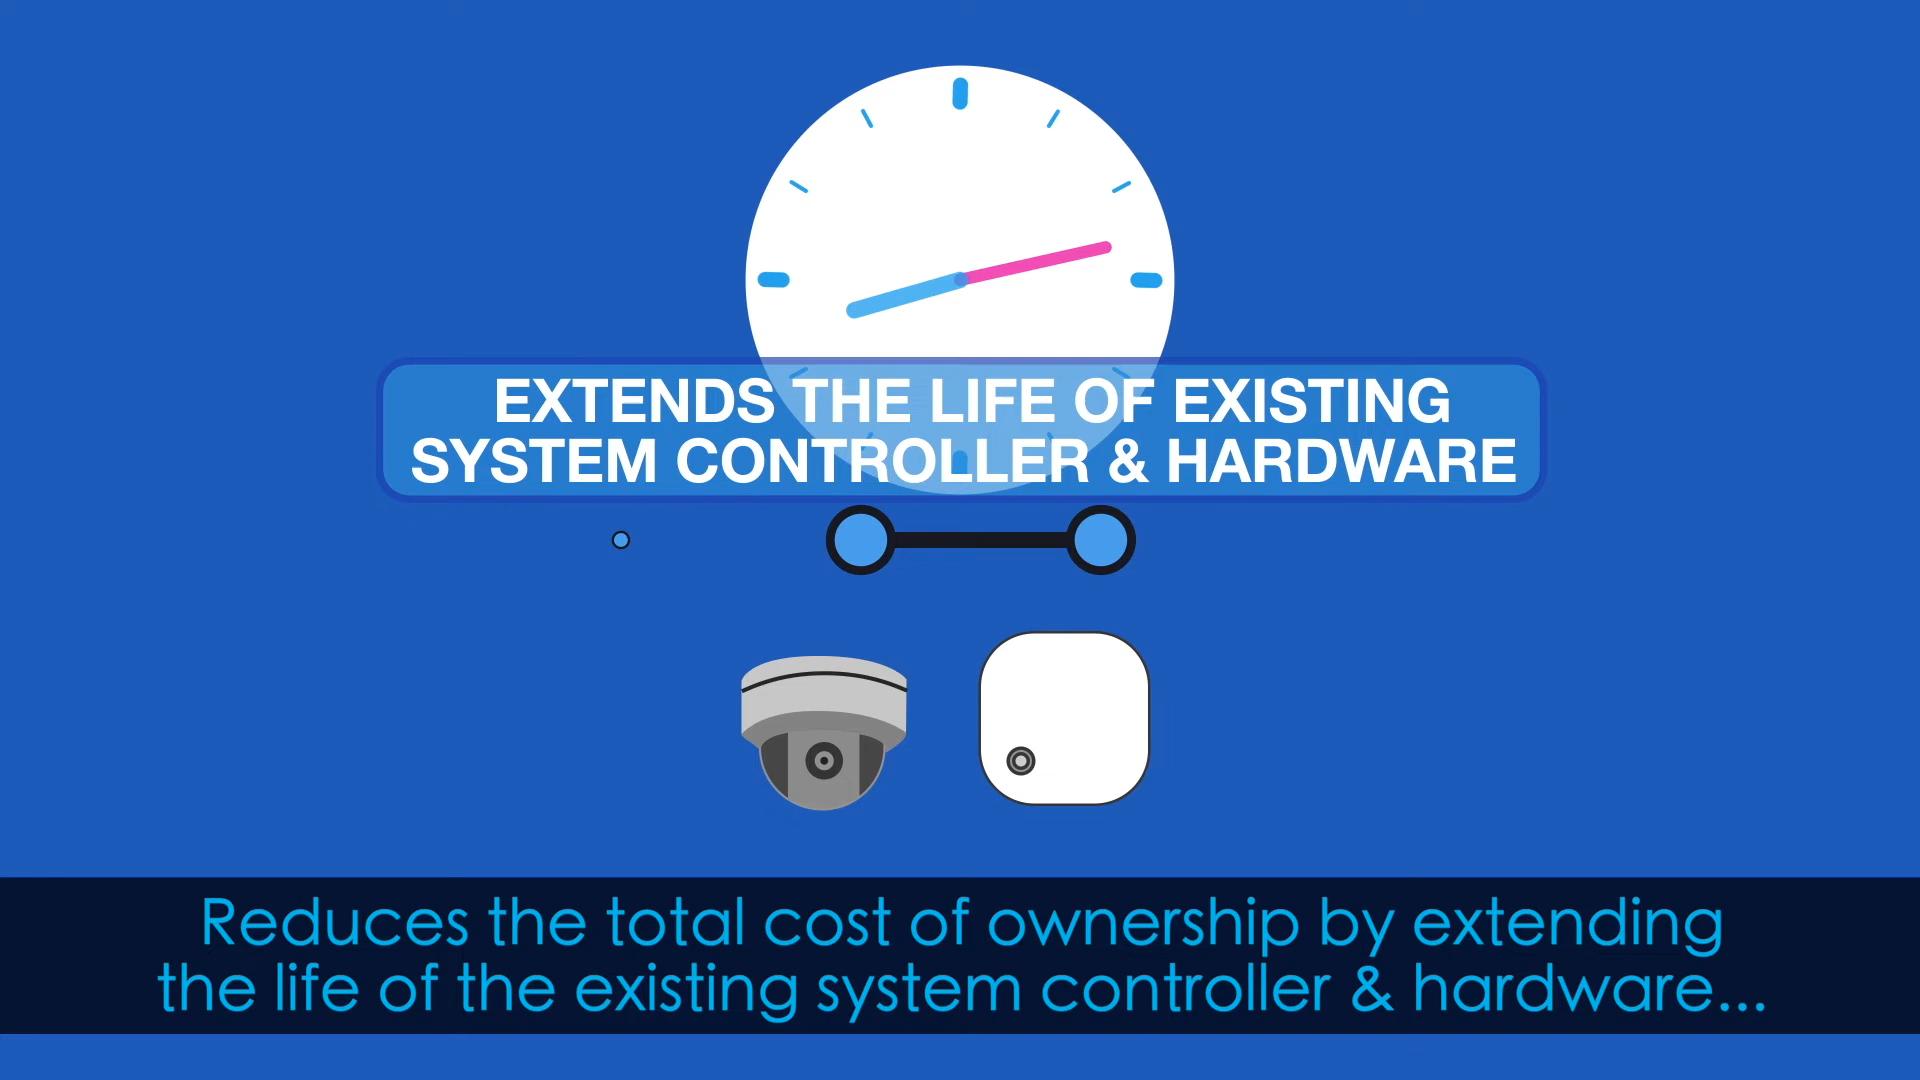 EXTENDS THE LIFE OF EXISTING
SYSTEM CONTROLLER & HARDWARE
Reduces the total cost of ownership by extending
the life of the existing system controller & hardware...